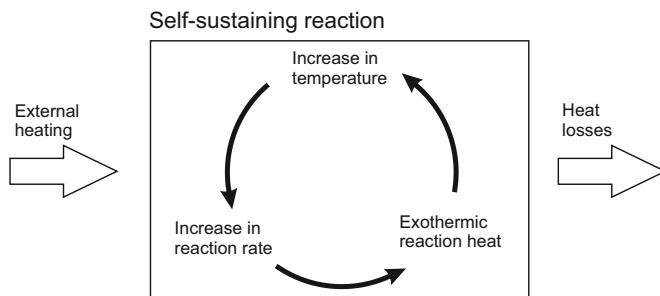 Self-sustaining reaction
Increase in
temperature
External
heating
Heat
losses
Increase in
reaction rate
Exothermic
reaction heat